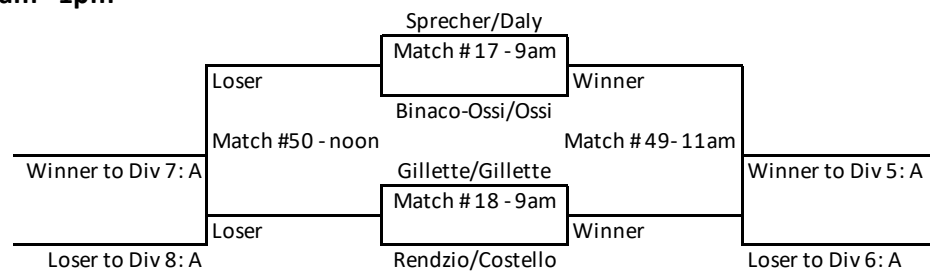 Sprecher/Daly
Match #17 - 9am
Loser
Winner
Binaco-Ossi/Ossi
Match #50 - noon
Match #49- 11am
Winner to Div 7: A
Gillette/Gillette
Winner to Div 5: A
Match #18 - 9am
Loser
Winner
Loser to Div 8: A
Rendzio/Costello
Loser to Div 6: A